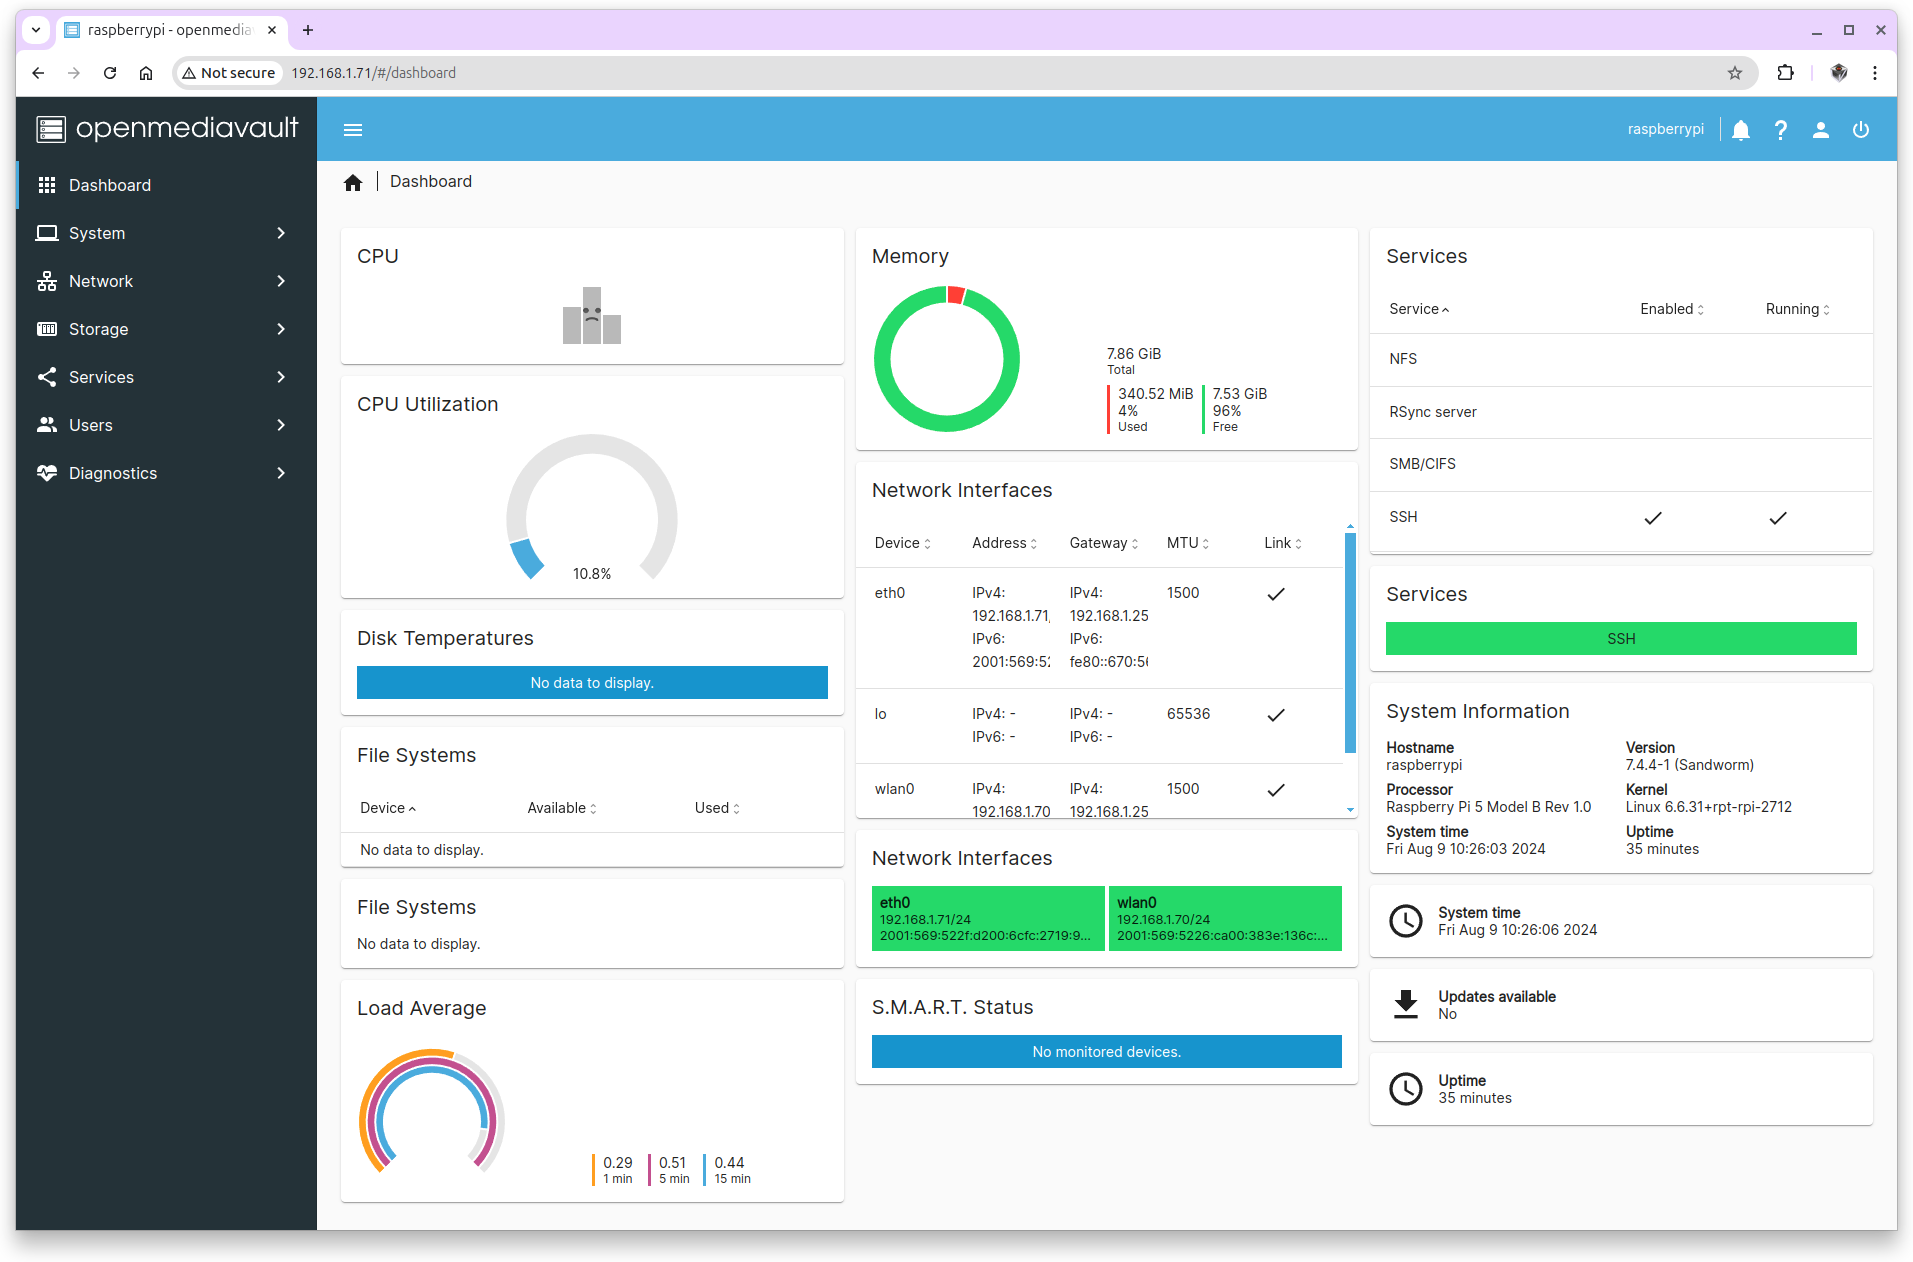 raspberrypi - openmedia
Not secure
192.168.1.71/#/dashboard
openmediavault
raspberrypi
Dashboard
System
Network
Storage
Services
Users
Diagnostics
Dashboard
CPU
CPU Utilization
10.8%
Disk Temperatures
No data to display.
File Systems
Device Available Used
No data to display.
File Systems
No data to display.
Load Average
0.29 0.51 0.44
1 min 5 min 15 min
Memory
7.86 GiB
Total
340.52 MiB 7.53 GiB
4% 96%
Used Free
Network Interfaces
Device Address Gateway MTU Link
eth0 IPv4: IPv4: 1500
192.168.1.71, 192.168.1.25
IPv6: IPv6:
2001:569:52 fe80::670:56
lo IPv4: - IPv4: - 65536
IPv6: - IPv6: -
wlan0 IPv4: IPv4: 1500
192.168.1.70 192.168.1.25
Network Interfaces
eth0 wlan0
192.168.1.71/24 192.168.1.70/24
2001:569:522f:d200:6cfc:2719:9... 2001:569:5226:ca00:383e:136c:...
S.M.A.R.T. Status
No monitored devices.
Services
Service Enabled Running
NFS
RSync server
SMB/CIFS
SSH
Services
SSH
System Information
Hostname Version
raspberrypi 7.4.4-1 (Sandworm)
Processor Kernel
Raspberry Pi 5 Model B Rev 1.0 Linux 6.6.31+rpt-rpi-2712
System time Uptime
Fri Aug 9 10:26:03 2024 35 minutes
System time
Fri Aug 9 10:26:06 2024
Updates available
No
Uptime
35 minutes